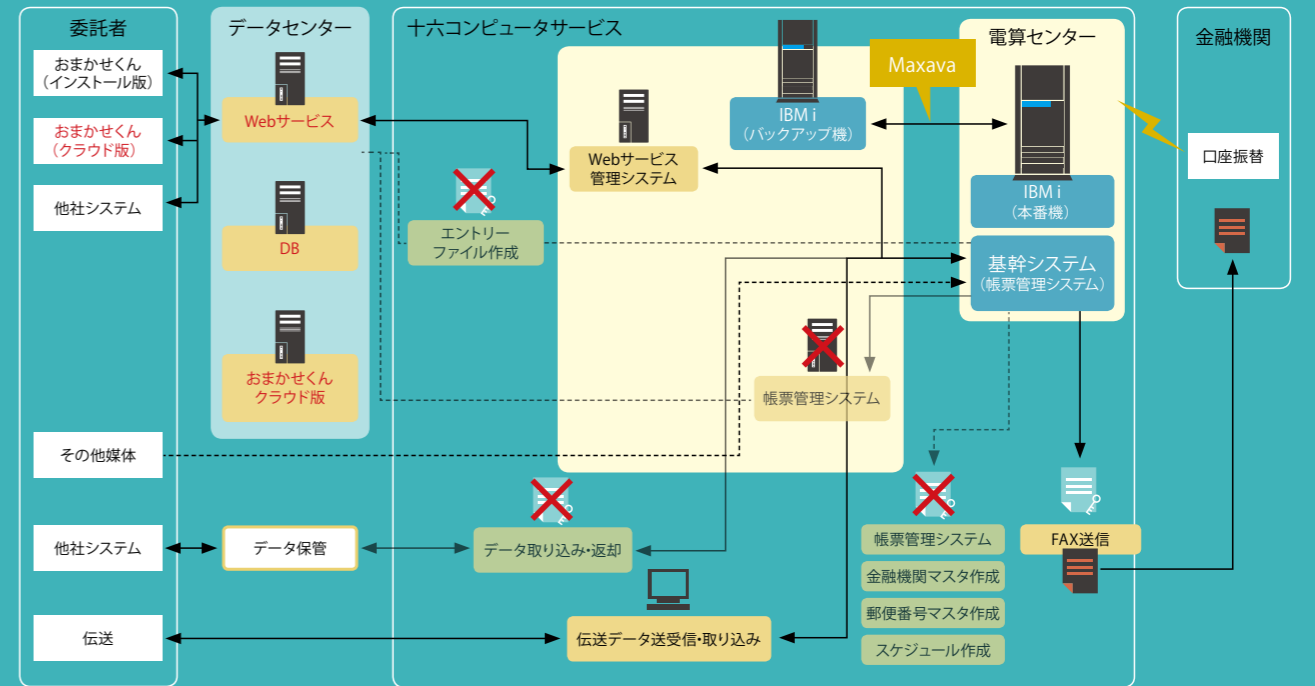 委託者
おまかせくん
（インストール版）
おまかせくん
（クラウド版）
他社システム
その他媒体
他社システム
伝送
データセンター
Webサービス
DB
おまかせくん
クラウド版
データ保管
十六コンピュータサービス
IBM i
（バックアップ機）
Maxava
Webサービス
管理システム
エントリー
ファイル作成
帳票管理システム
データ取り込み・返却
伝送データ送受信・取り込み
電算センター
IBM i
（本番機）
基幹システム
（帳票管理システム）
帳票管理システム
金融機関マスタ作成
郵便番号マスタ作成
スケジュール作成
FAX送信
金融機関
口座振替